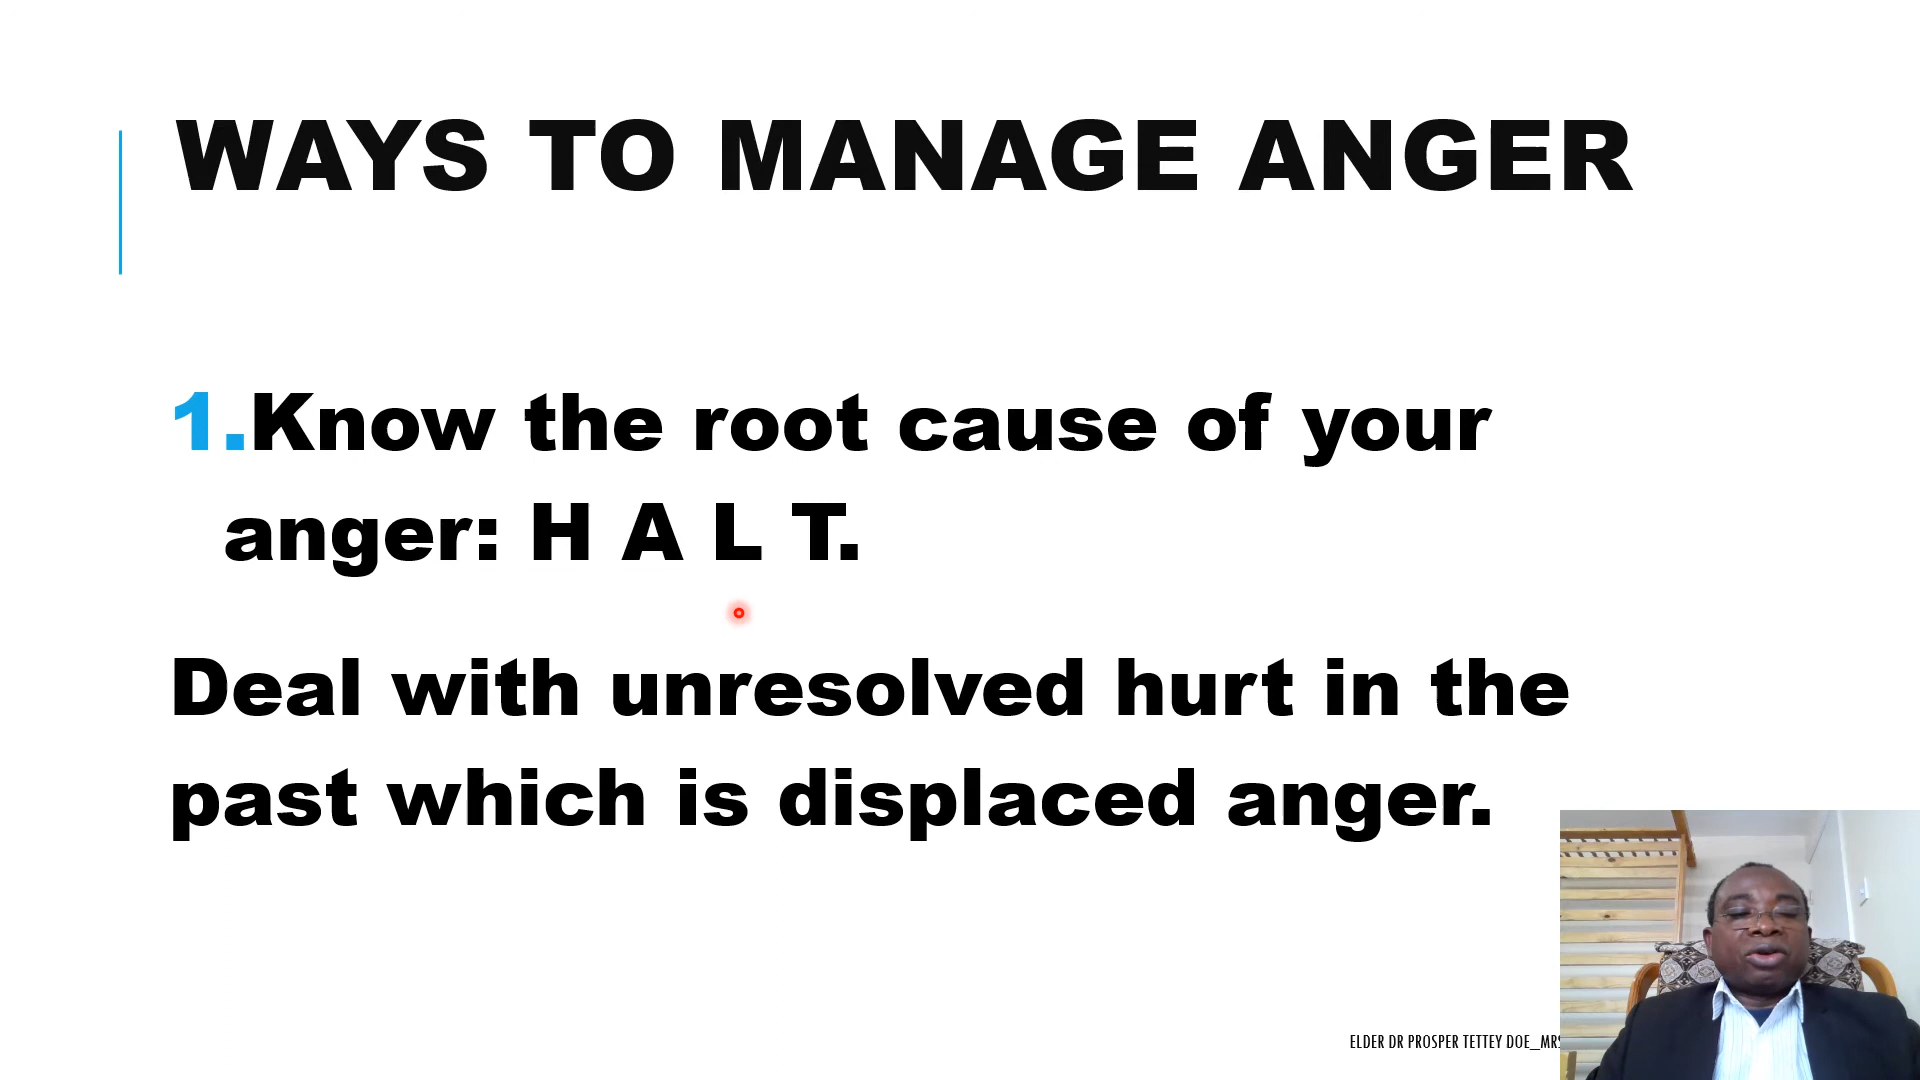 WAYS TO MANAGE ANGER
1.Know the root cause of your
anger: H A L T.
Deal with unresolved hurt in the
past which is displaced anger.
ELDER DR PROSPER TETTEY DOE_MRS